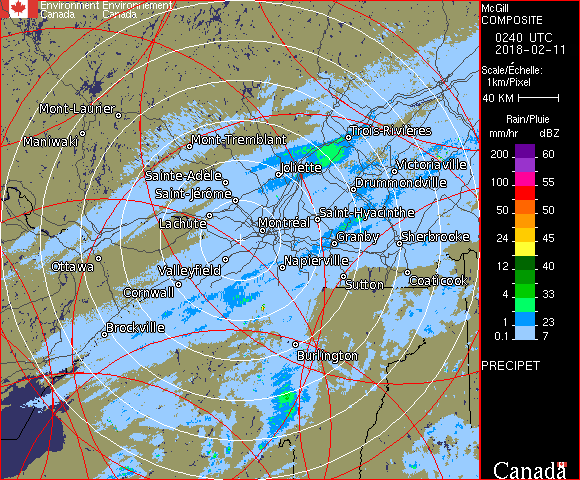 Environment Environnement
Canada Canada
McGill
COMPOSITE
0240 UTC
2018-02-11
Scale/Échelle:
1km/Pixel
40 KM
Rain/Pluie
mm/hr dBZ
200 60
100 55
50 50
24 45
12 40
4 33
1 23
0.1 7
PRECIPET
Canada
Mont-Laurier
Maniwaki
Mont-Tremblant
Trois-Rivières
Sainte-Adèle
Joliette
Victoriaville
Saint-Jérôme
Drummondville
Lachute
Montréal
Saint-Hyacinthe
Granby
Sherbrooke
Ottawa
Valleyfield
Napierville
Cornwall
Sutton
Coaticook
Brockville
Burlington